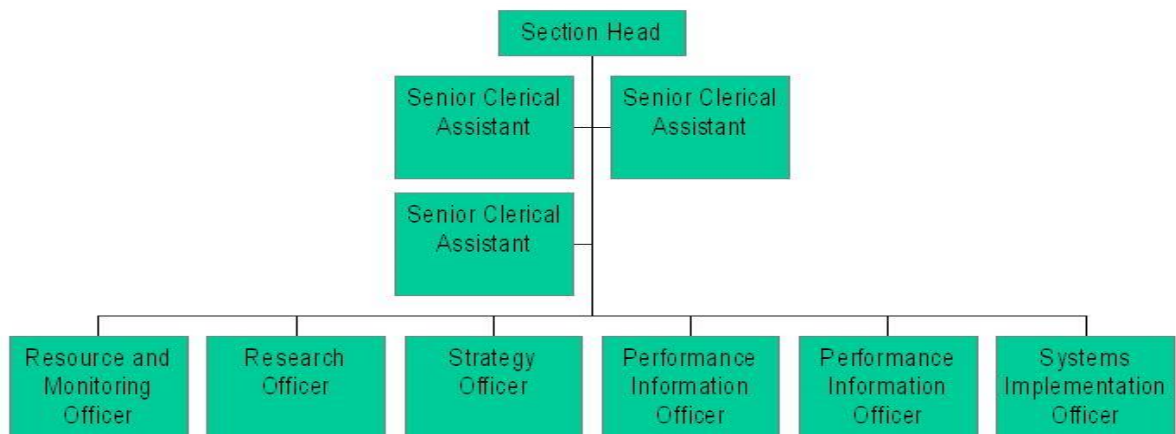 Section Head
Senior Clerical
Assistant
Senior Clerical
Assistant
Senior Clerical
Assistant
Resource and
Monitoring
Officer
Research
Officer
Strategy
Officer
Performance
Information
Officer
Performance
Information
Officer
Systems
Implementation
Officer